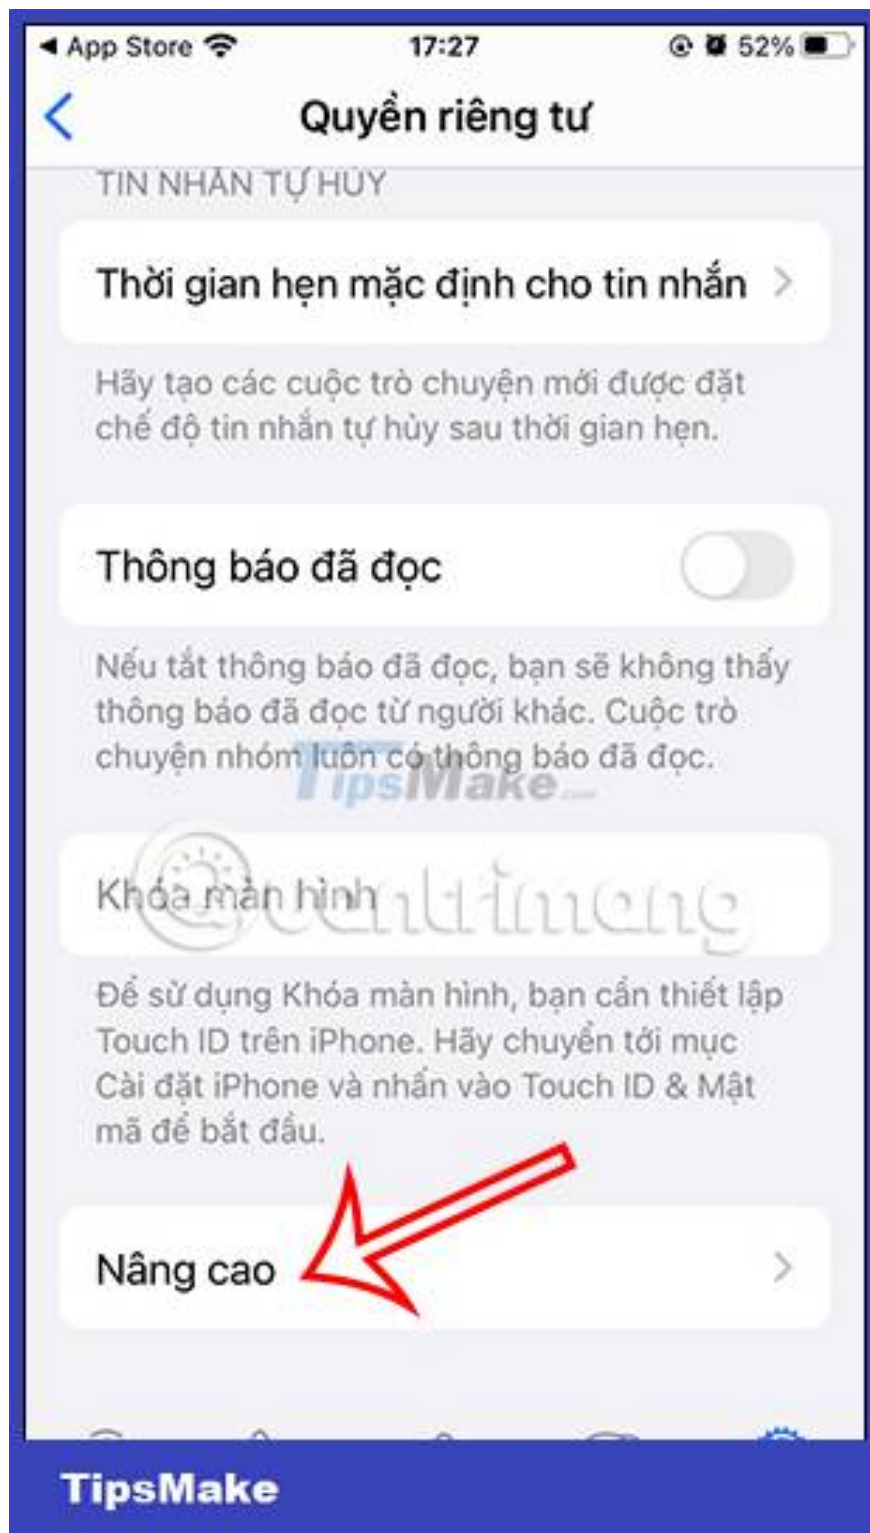 App Store
17:27
52%
Quyền riêng tư
TIN NHẮN TỰ HỦY
Thời gian hẹn mặc định cho tin nhắn
Hãy tạo các cuộc trò chuyện mới được đặt
chế độ tin nhắn tự hủy sau thời gian hẹn.
Thông báo đã đọc
Nếu tắt thông báo đã đọc, bạn sẽ không thấy
thông báo đã đọc từ người khác. Cuộc trò
chuyện nhóm luôn có thông báo đã đọc.
TipsMake.com
Khóa màn hình
Quantrimang
Để sử dụng Khóa màn hình, bạn cần thiết lập
Touch ID trên iPhone. Hãy chuyển tới mục
Cài đặt iPhone và nhấn vào Touch ID & Mật
mã để bắt đầu.
Nâng cao
TipsMake